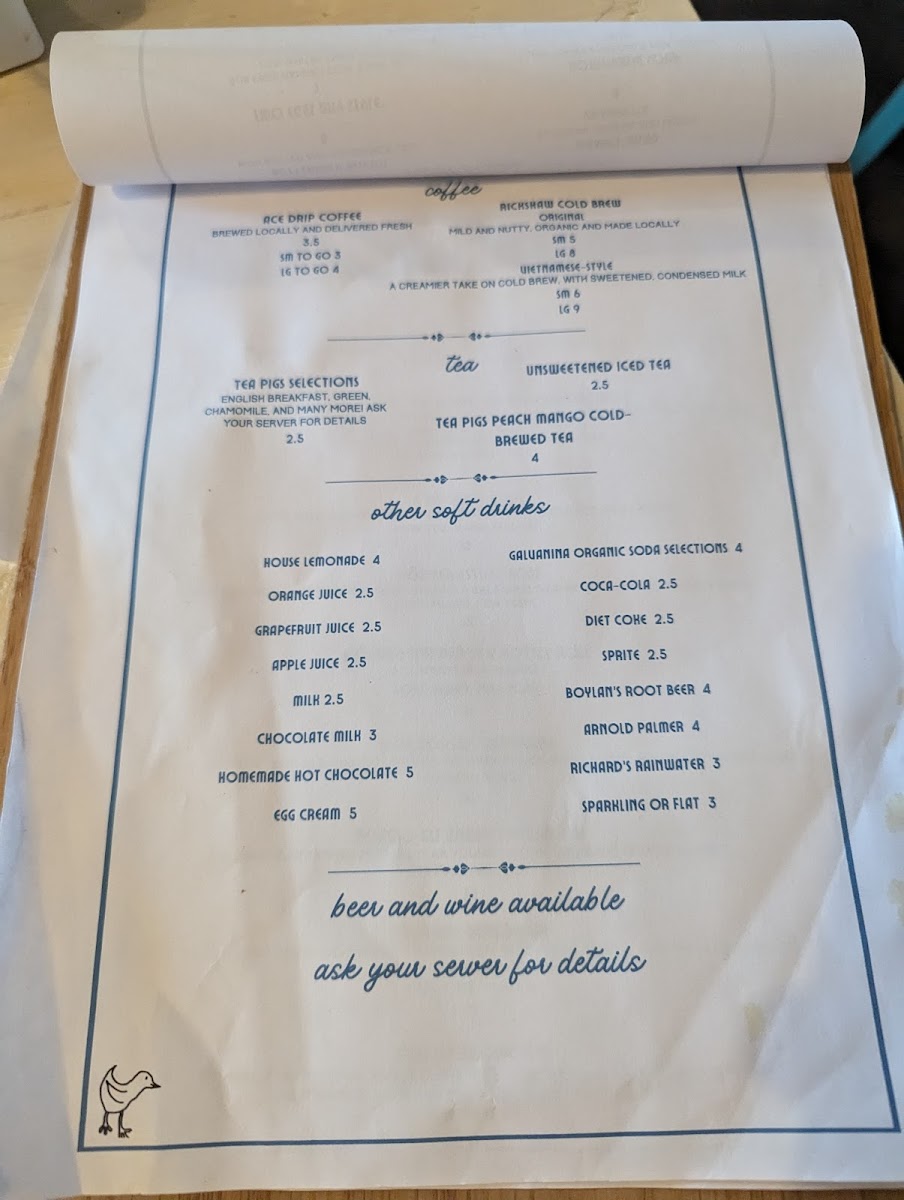 coffee
ACE DRIP COFFEE
BREWED LOCALLY AND DELIVERED FRESH
3.5
SM TO GO 3
LG TO GO 4
RICKSHAW COLD BREW
ORIGINAL
MILD AND NUTTY, ORGANIC AND MADE LOCALLY
SM 5
LG 8
VIETNAMESE-STYLE
A CREAMIER TAKE ON COLD BREW, WITH SWEETENED, CONDENSED MILK
SM 6
LG 9
tea
TEA PIGS SELECTIONS
ENGLISH BREAKFAST, GREEN,
CHAMOMILE, AND MANY MORE! ASK
YOUR SERVER FOR DETAILS
2.5
UNSWEETENED ICED TEA
2.5
TEA PIGS PEACH MANGO COLD-
BREWED TEA
4
other soft drinks
HOUSE LEMONADE 4
ORANGE JUICE 2.5
GRAPEFRUIT JUICE 2.5
APPLE JUICE 2.5
MILK 2.5
CHOCOLATE MILK 3
HOMEMADE HOT CHOCOLATE 5
EGG CREAM 5
GALVANINA ORGANIC SODA SELECTIONS 4
COCA-COLA 2.5
DIET COKE 2.5
SPRITE 2.5
BOYLAN'S ROOT BEER 4
ARNOLD PALMER 4
RICHARD'S RAINWATER 3
SPARKLING OR FLAT 3
beer and wine available
ask your server for details